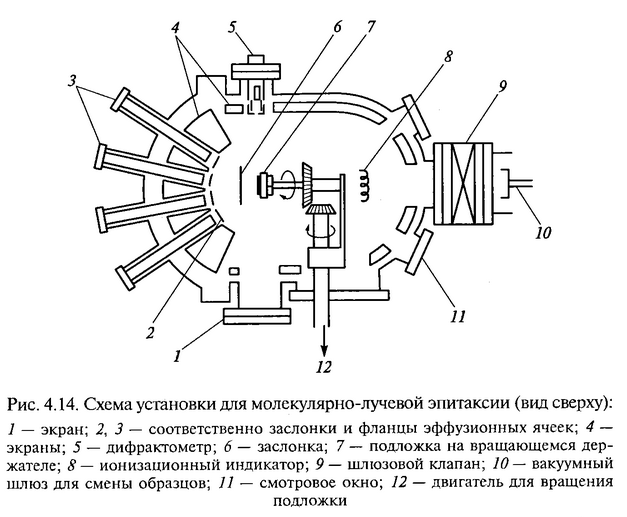 4
5
6
7
8
9
3
10
2
1
12
11
Рис. 4.14. Схема установки для молекулярно-лучевой эпитаксии (вид сверху):
1 — экран; 2, 3 — соответственно заслонки и фланцы эффузионных ячеек; 4 —
экраны; 5 — дифрактометр; 6 — заслонка; 7 — подложка на вращающемся дер-
жателе; 8 — ионизационный индикатор; 9 — шлюзовой клапан; 10 — вакуумный
шлюз для смены образцов; 11 — смотровое окно; 12 — двигатель для вращения
подложки